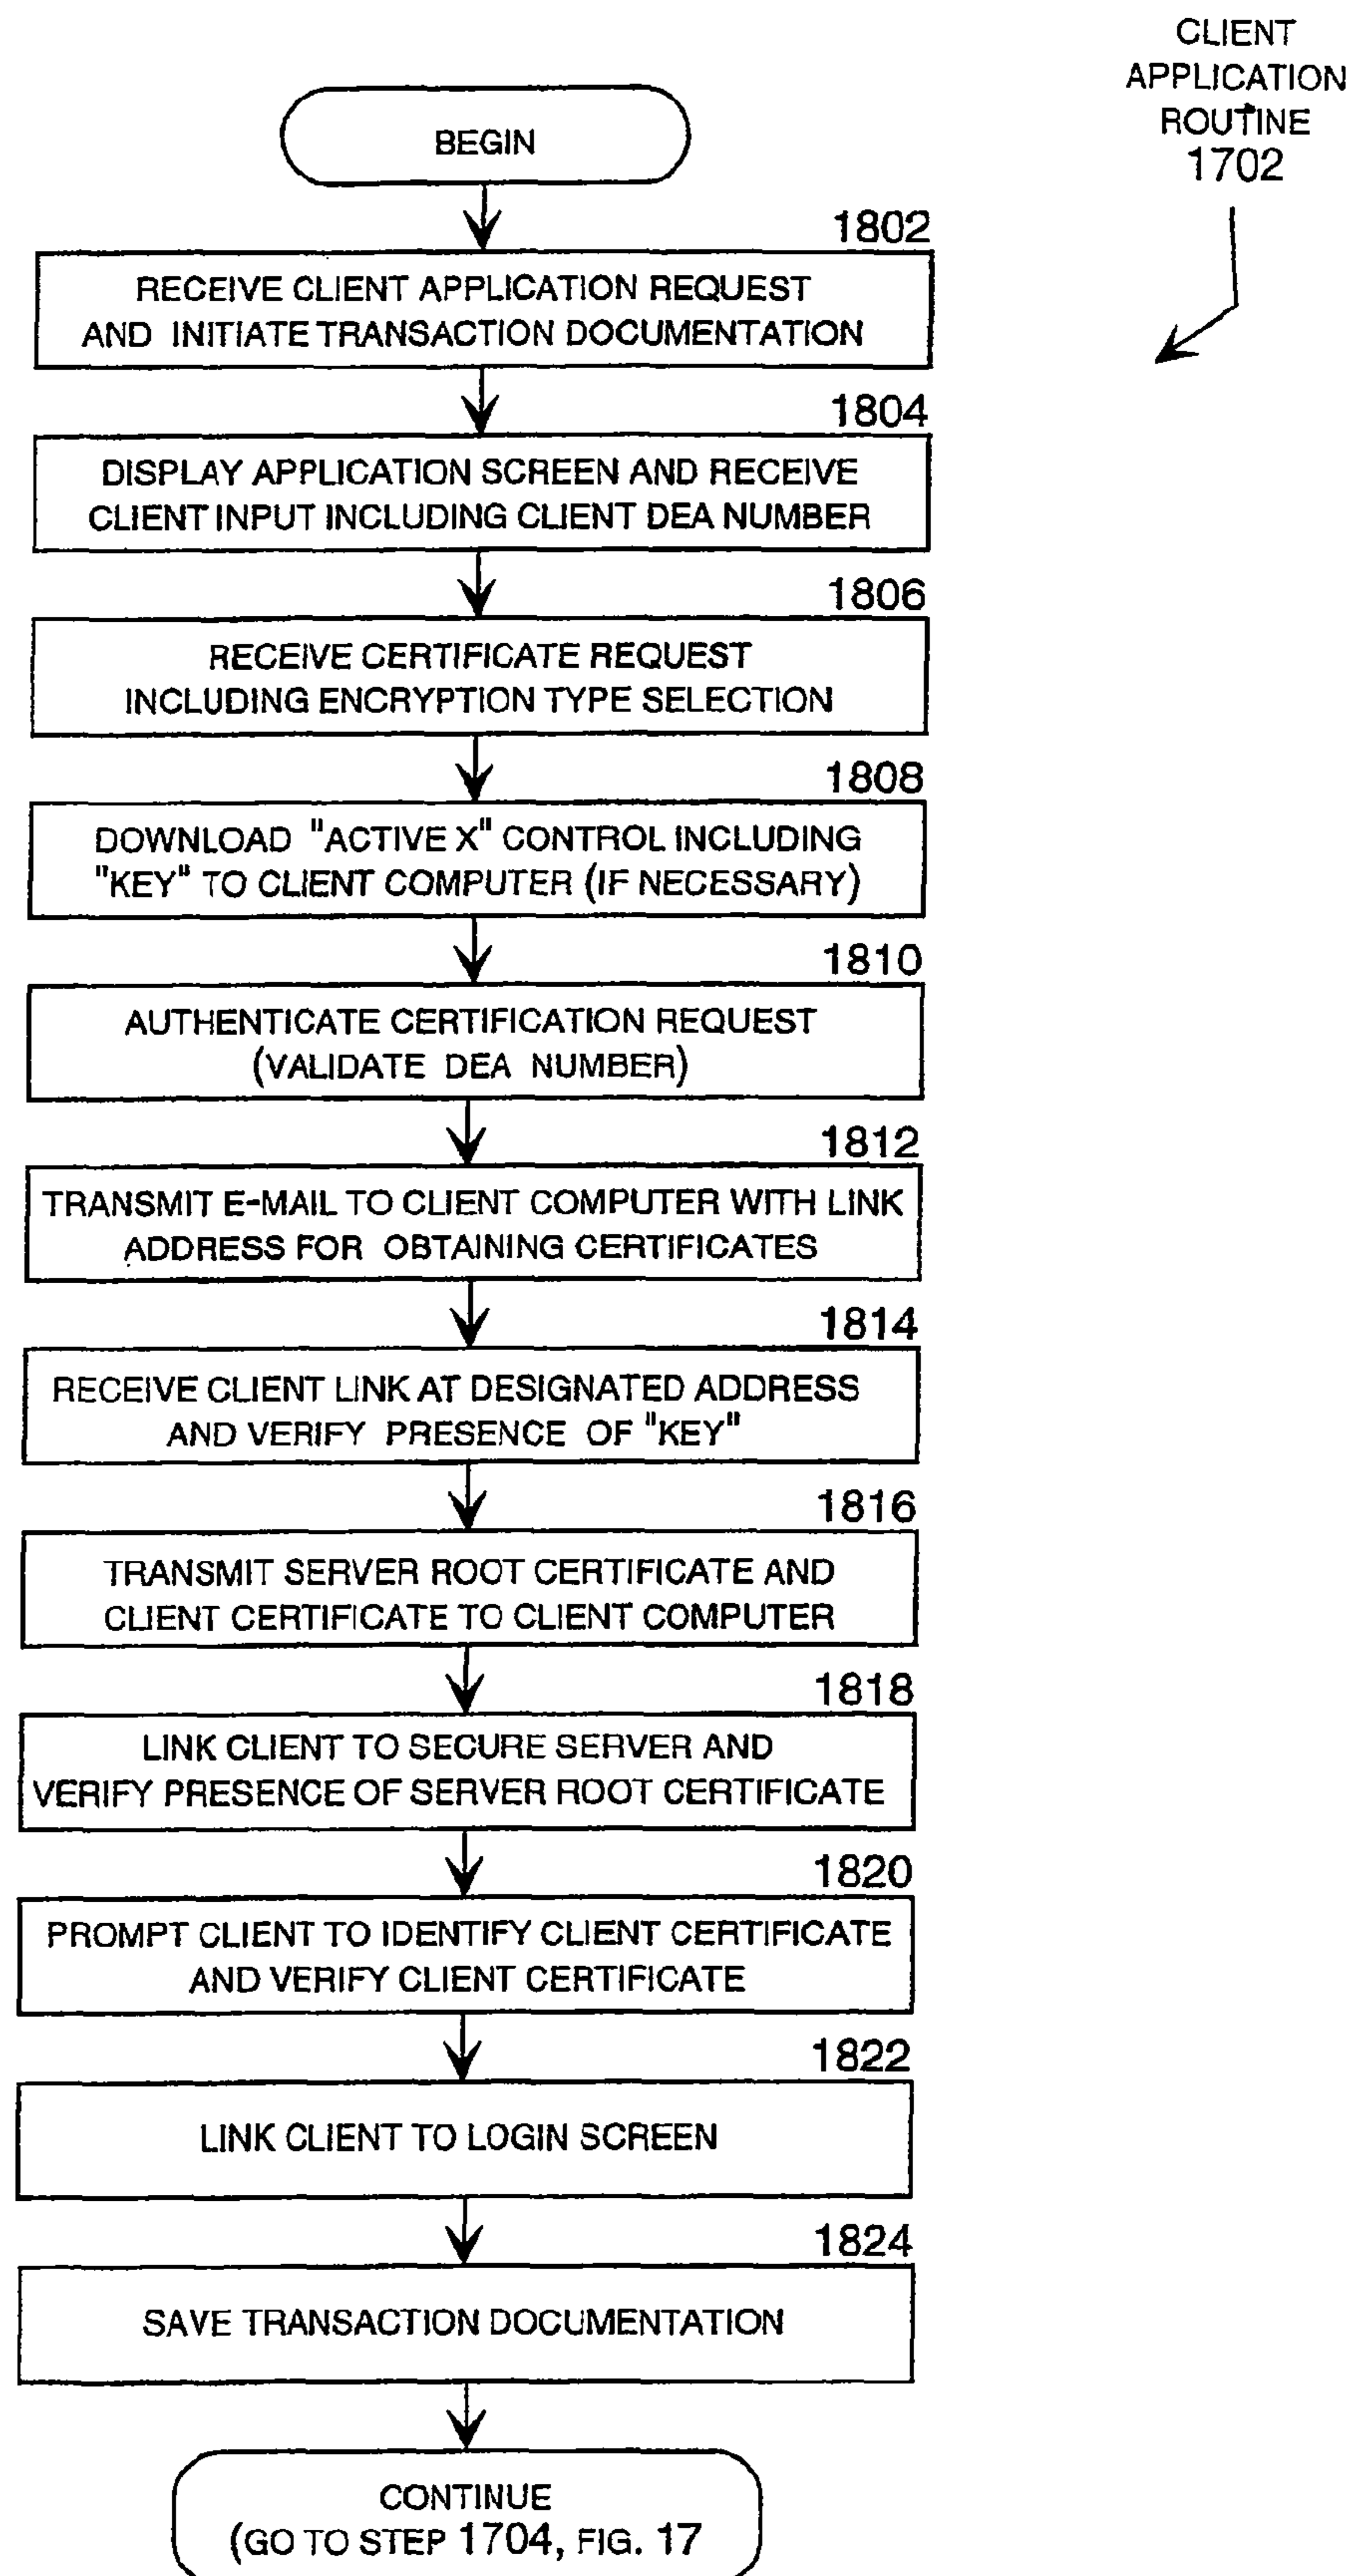 CLIENT
APPLICATION
ROUTINE
1702
BEGIN
1802
RECEIVE CLIENT APPLICATION REQUEST
AND INITIATE TRANSACTION DOCUMENTATION
1804
DISPLAY APPLICATION SCREEN AND RECEIVE
CLIENT INPUT INCLUDING CLIENT DEA NUMBER
1806
RECEIVE CERTIFICATE REQUEST
INCLUDING ENCRYPTION TYPE SELECTION
1808
DOWNLOAD "ACTIVE X" CONTROL INCLUDING
"KEY" TO CLIENT COMPUTER (IF NECESSARY)
1810
AUTHENTICATE CERTIFICATION REQUEST
(VALIDATE DEA NUMBER)
1812
TRANSMIT E-MAIL TO CLIENT COMPUTER WITH LINK
ADDRESS FOR OBTAINING CERTIFICATES
1814
RECEIVE CLIENT LINK AT DESIGNATED ADDRESS
AND VERIFY PRESENCE OF "KEY"
1816
TRANSMIT SERVER ROOT CERTIFICATE AND
CLIENT CERTIFICATE TO CLIENT COMPUTER
1818
LINK CLIENT TO SECURE SERVER AND
VERIFY PRESENCE OF SERVER ROOT CERTIFICATE
1820
PROMPT CLIENT TO IDENTIFY CLIENT CERTIFICATE
AND VERIFY CLIENT CERTIFICATE
1822
LINK CLIENT TO LOGIN SCREEN
1824
SAVE TRANSACTION DOCUMENTATION
CONTINUE
(GO TO STEP 1704, FIG. 17